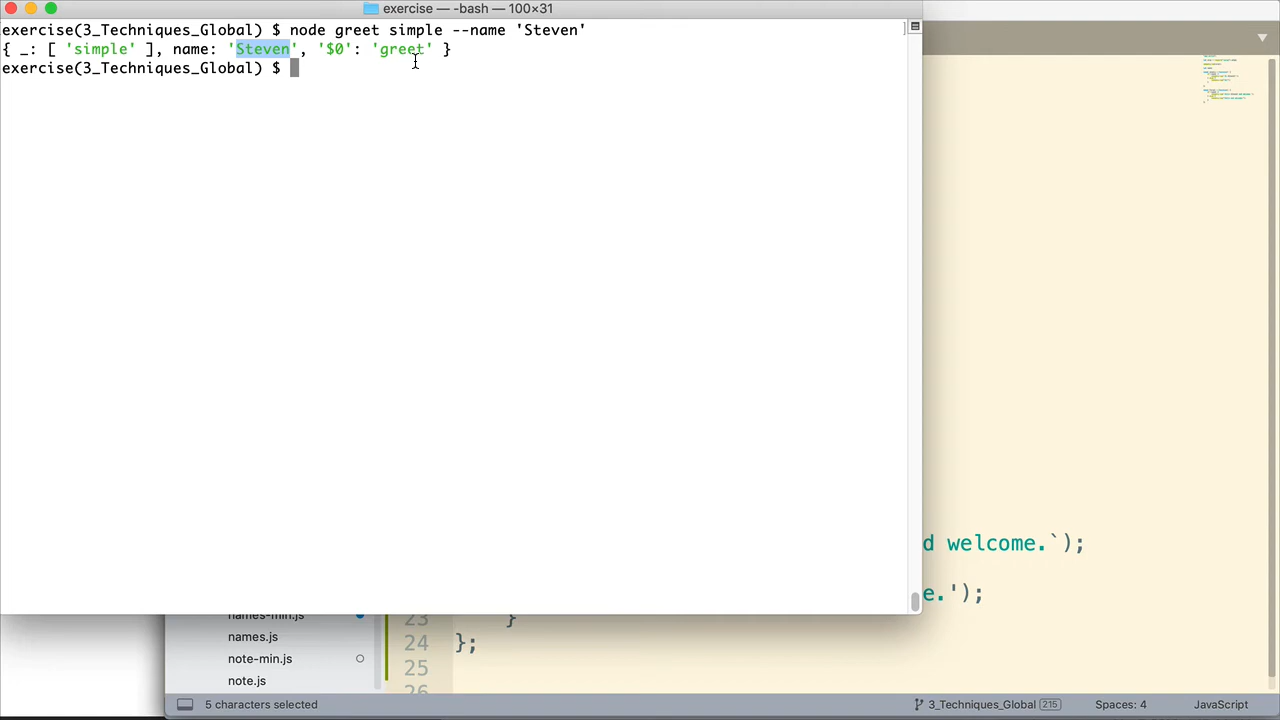 exercise — -bash — 100×31
exercise(3_Techniques_Global) $ node greet simple --name 'Steven'
{ _: [ 'simple' ], name: 'Steven', '$0': 'greet' }
exercise(3_Techniques_Global) $
d welcome.`);
e.');
names-min.js
23 }
names.js
24 };
note-min.js
25
note.js
26
5 characters selected
3_Techniques_Global 215
Spaces: 4
JavaScript